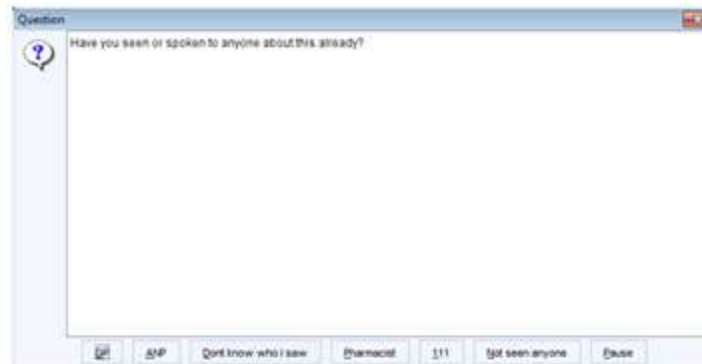 Question
Have you seen or spoken to anyone about this already?
GP ANP Dont know who I saw Pharmacist 111 Not seen anyone Pause